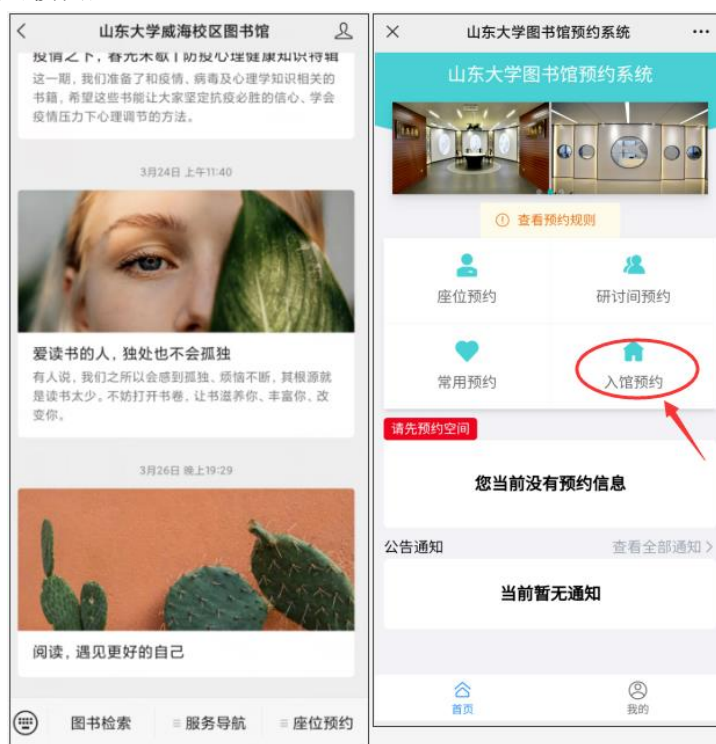 山东大学威海校区图书馆
疫情之下，春光未歇丨防疫心理健康知识特辑
这一期，我们准备了和疫情、病毒及心理学知识相关的
书籍，希望这些书能让大家坚定抗疫必胜的信心、学会
疫情压力下心理调节的方法。
3月24日 上午11:40
爱读书的人，独处也不会孤独
有人说，我们之所以会感到孤独、烦恼不断，其根源就
是读书太少。不妨打开书卷，让书滋养你、丰富你、改
变你。
3月26日 晚上19:29
阅读，遇见更好的自己
图书检索
服务导航
座位预约
山东大学图书馆预约系统
山东大学图书馆预约系统
查看预约规则
座位预约
研讨间预约
常用预约
入馆预约
请先预约空间
您当前没有预约信息
公告通知
查看全部通知
当前暂无通知
首页
我的